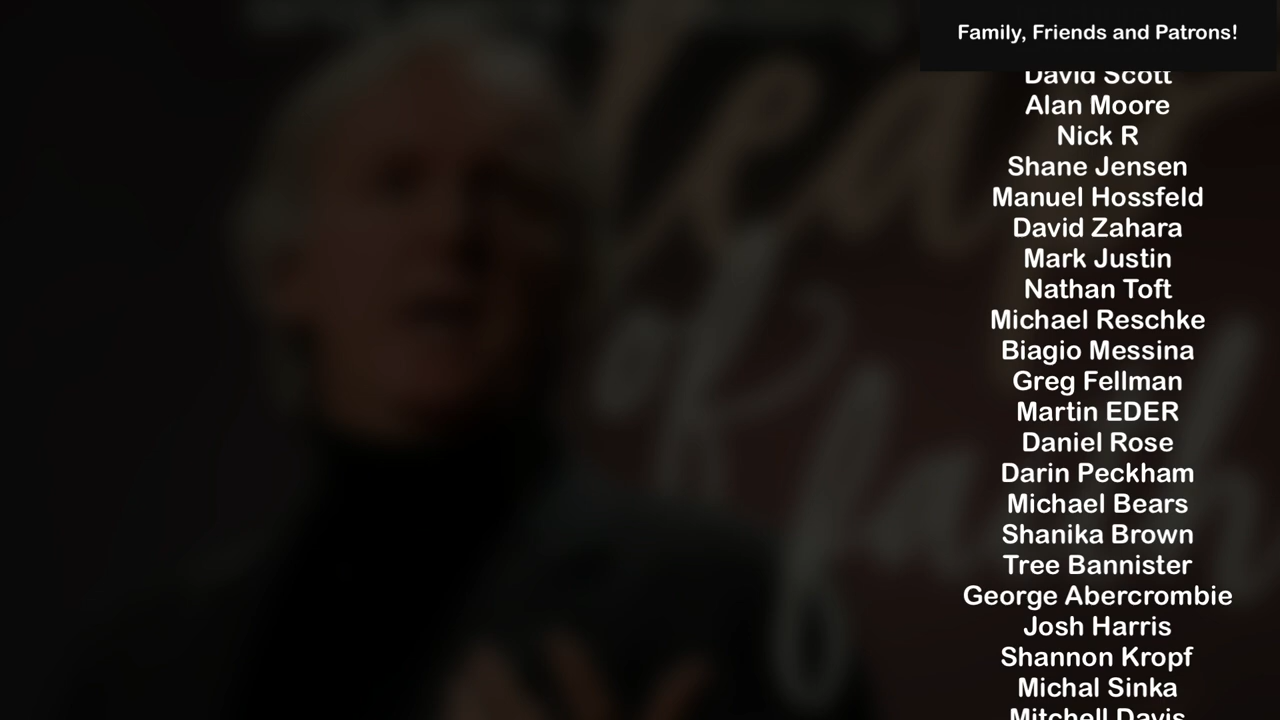 Family, Friends and Patrons!
David Scott
Alan Moore
Nick R
Shane Jensen
Manuel Hossfeld
David Zahara
Mark Justin
Nathan Toft
Michael Reschke
Biagio Messina
Greg Fellman
Martin EDER
Daniel Rose
Darin Peckham
Michael Bears
Shanika Brown
Tree Bannister
George Abercrombie
Josh Harris
Shannon Kropf
Michal Sinka
Mitchell Davis
of